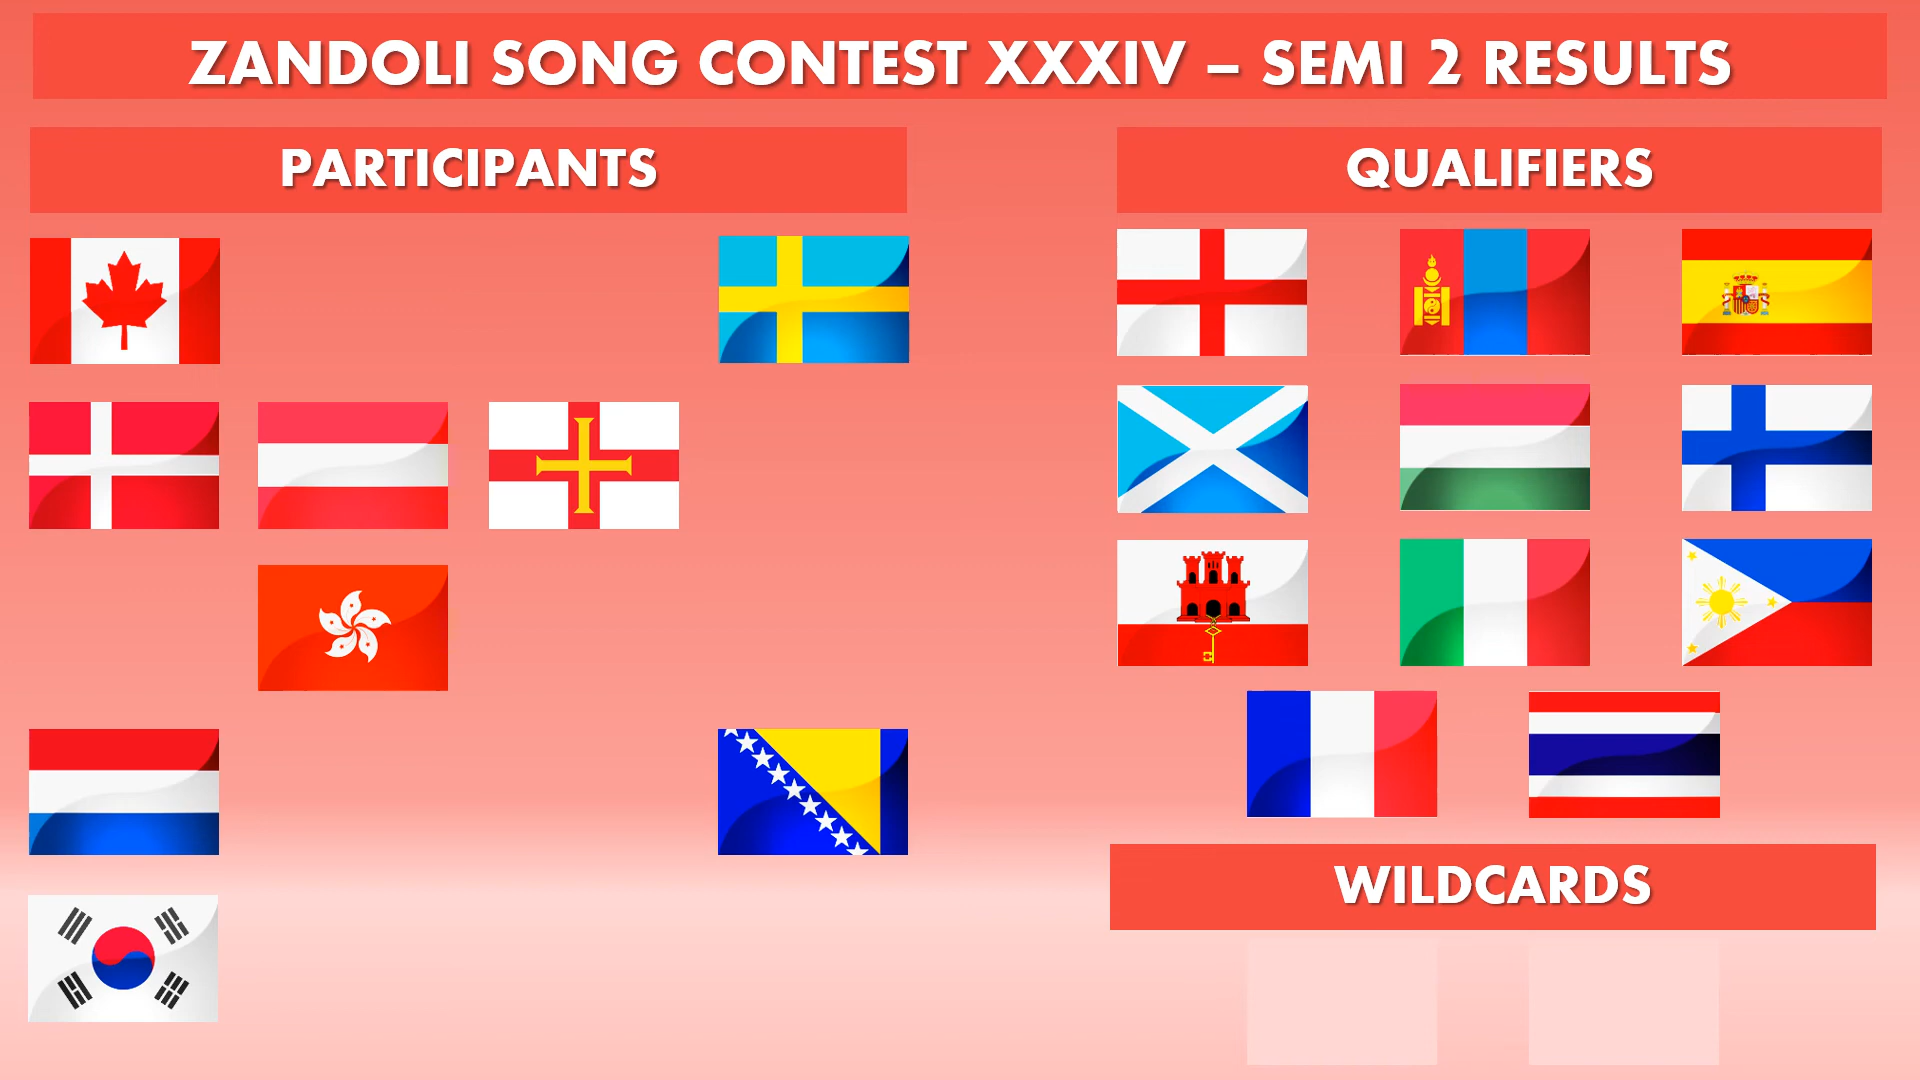 ZANDOLI SONG CONTEST XXXIV – SEMI 2 RESULTS
PARTICIPANTS
QUALIFIERS
WILDCARDS